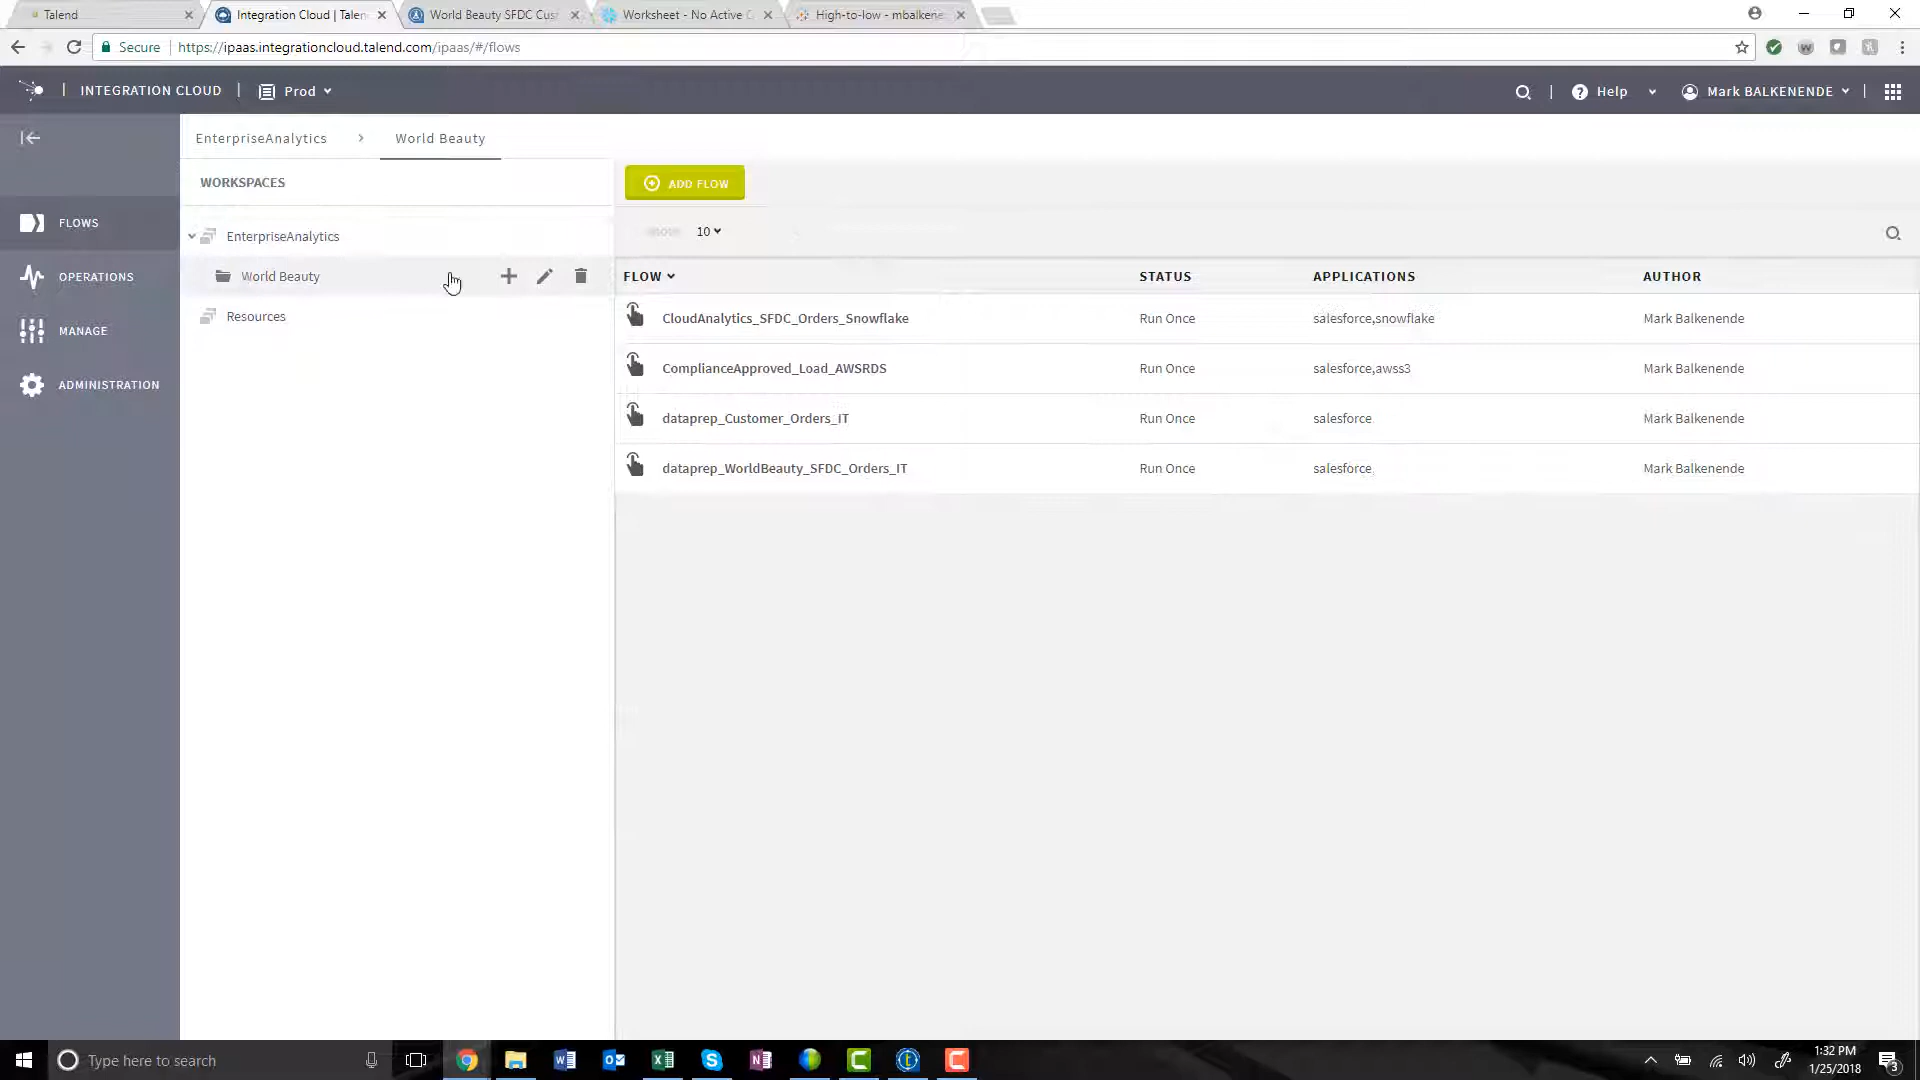 Talend
Integration Cloud | Talen
World Beauty SFDC Cus
Worksheet - No Active C
High-to-low - mbalkene
Secure
https://ipaas.integrationcloud.talend.com/ipaas/#/flows
INTEGRATION CLOUD
Prod
Help
Mark BALKENENDE
EnterpriseAnalytics > World Beauty
WORKSPACES
ADD FLOW
FLOWS
OPERATIONS
MANAGE
ADMINISTRATION
EnterpriseAnalytics
World Beauty
Resources
10
FLOW STATUS APPLICATIONS AUTHOR
CloudAnalytics_SFDC_Orders_Snowflake Run Once salesforce,snowflake Mark Balkenende
ComplianceApproved_Load_AWSRDS Run Once salesforce,awss3 Mark Balkenende
dataprep_Customer_Orders_IT Run Once salesforce Mark Balkenende
dataprep_WorldBeauty_SFDC_Orders_IT Run Once salesforce Mark Balkenende
Type here to search
1:32 PM
1/25/2018
3